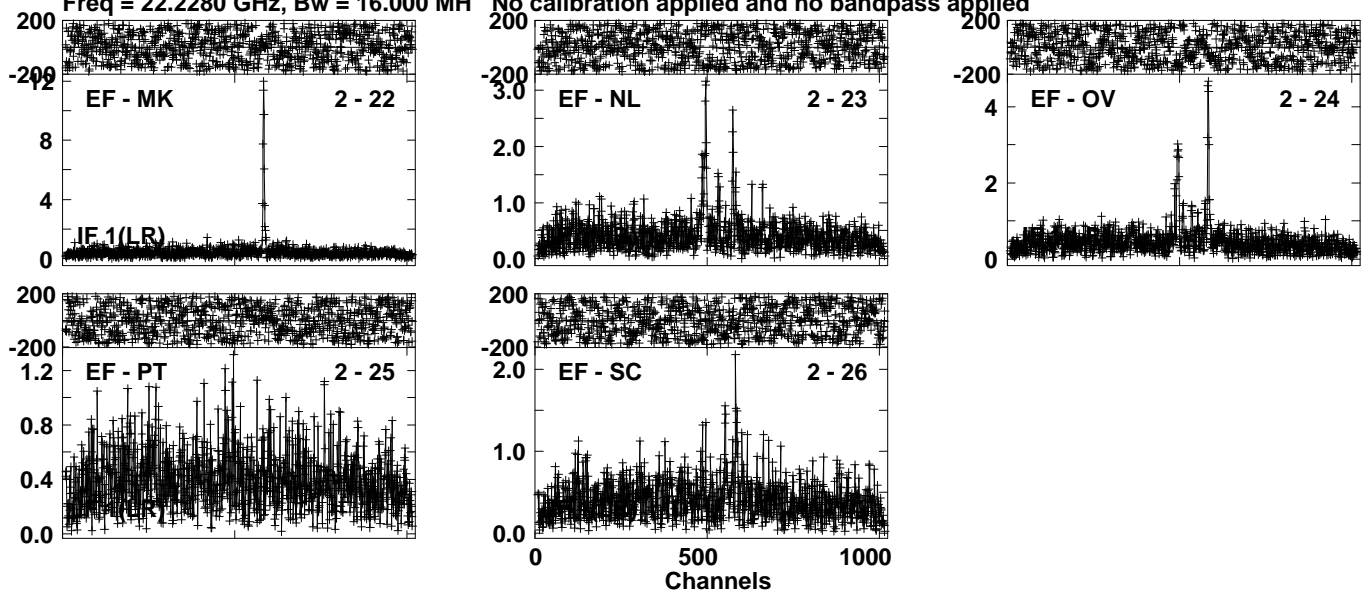 Freq = 22.2280 GHz, Bw = 16.000 MH No calibration applied and no bandpass applied
200 200 200
-200 -200 -200
12 3.0 4
EF - MK 2 - 22 EF - NL 2 - 23 EF - OV 2 - 24
8 2.0 2
4 1.0
IF 1(LR)
0 0.0 0
200 200
-200 -200
1.2 2.0
EF - PT 2 - 25 EF - SC 2 - 26
0.8 1.0
0.4
0.0 0.0
0 500 1000
Channels